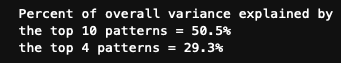 Percent of overall variance explained by
the top 10 patterns = 50.5%
the top 4 patterns = 29.3%